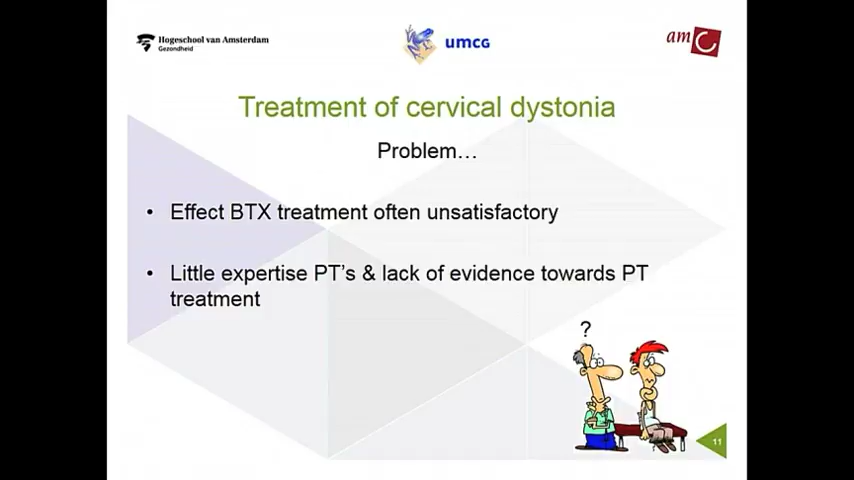 Hogeschool van Amsterdam
Gezondheid
umcg
amC
Treatment of cervical dystonia
Problem…
• Effect BTX treatment often unsatisfactory
• Little expertise PT's & lack of evidence towards PT
treatment
?
11